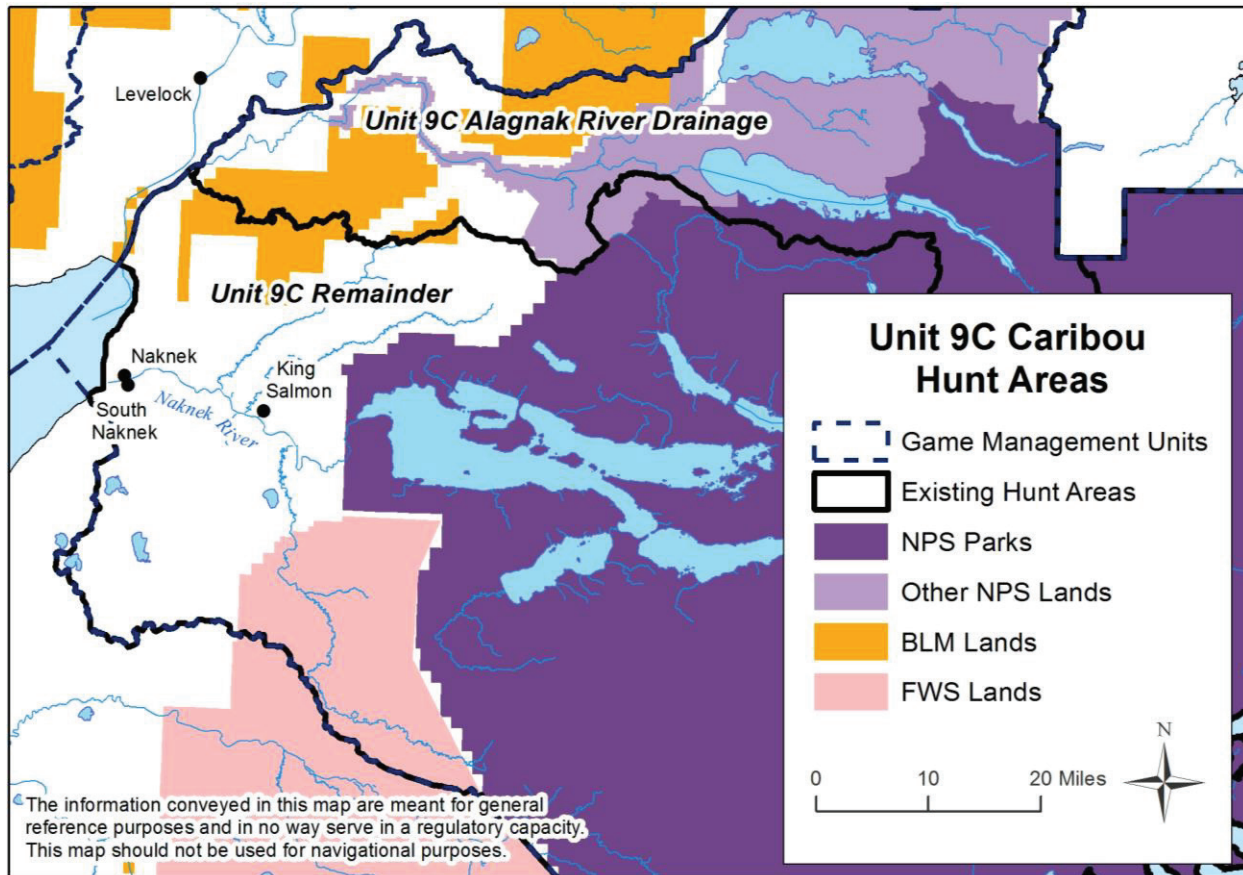 Levelock
Unit 9C Alagnak River Drainage
Unit 9C Remainder
Naknek
South
Naknek
Naknek River
King
Salmon
Unit 9C Caribou
Hunt Areas
Game Management Units
Existing Hunt Areas
NPS Parks
Other NPS Lands
BLM Lands
FWS Lands
N
0 10 20 Miles
The information conveyed in this map are meant for general
reference purposes and in no way serve in a regulatory capacity.
This map should not be used for navigational purposes.